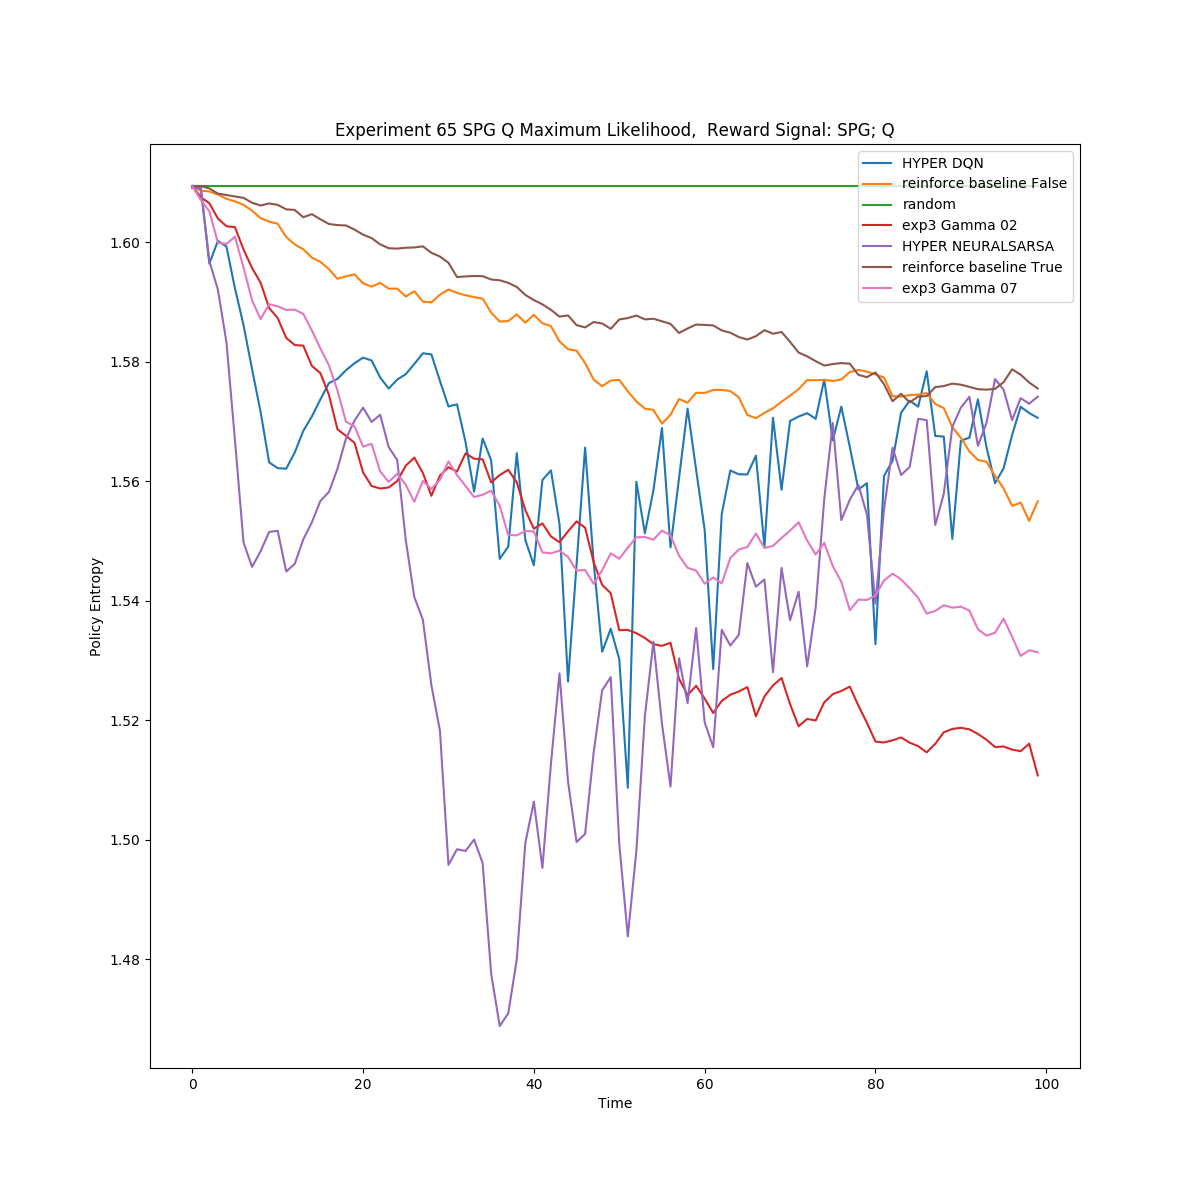 Experiment 65 SPG Q Maximum Likelihood,  Reward Signal: SPG; Q
HYPER DQN
reinforce baseline False
random
exp3 Gamma 02
HYPER NEURALSARSA
reinforce baseline True
exp3 Gamma 07
Policy Entropy
1.60
1.58
1.56
1.54
1.52
1.50
1.48
0
20
40
60
80
100
Time